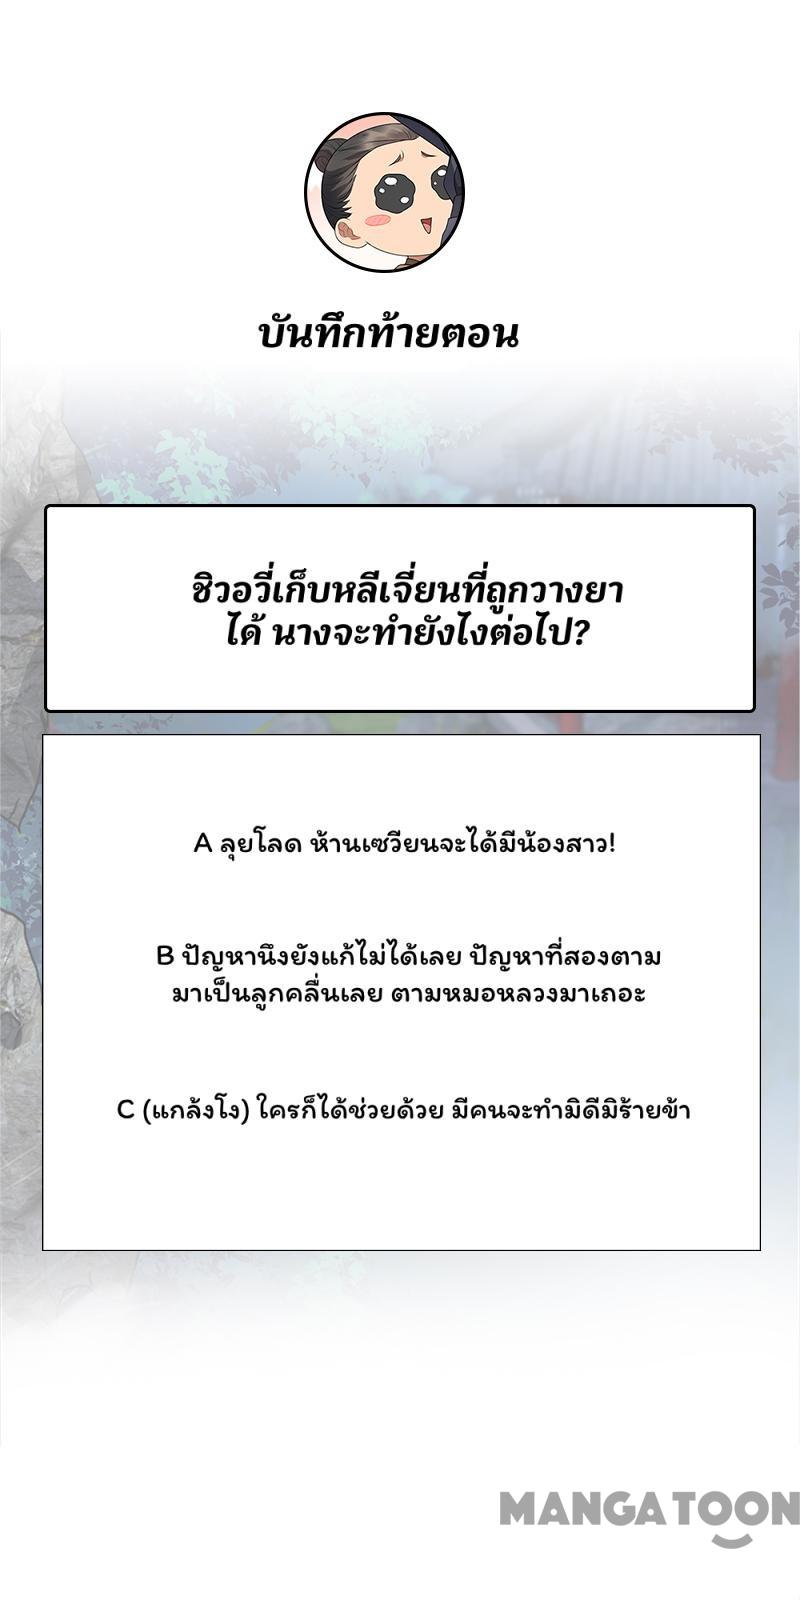 บันทึกท้ายตอน
ชิวอวี่เก็บหลีเจี่ยนที่ถูกวางยา
ได้ นางจะทำยังไงต่อไป?
A ลุยโลด ห้านเซวียนจะได้มีน้องสาว!
B ปัญหานึงยังแก้ไม่ได้เลย ปัญหาที่สองตาม
มาเป็นลูกคลื่นเลย ตามหมอหลวงมาเถอะ
C (แกล้งโง) ใครก็ได้ช่วยด้วย มีคนจะทำมิดีมิร้ายข้า
MANGATOON